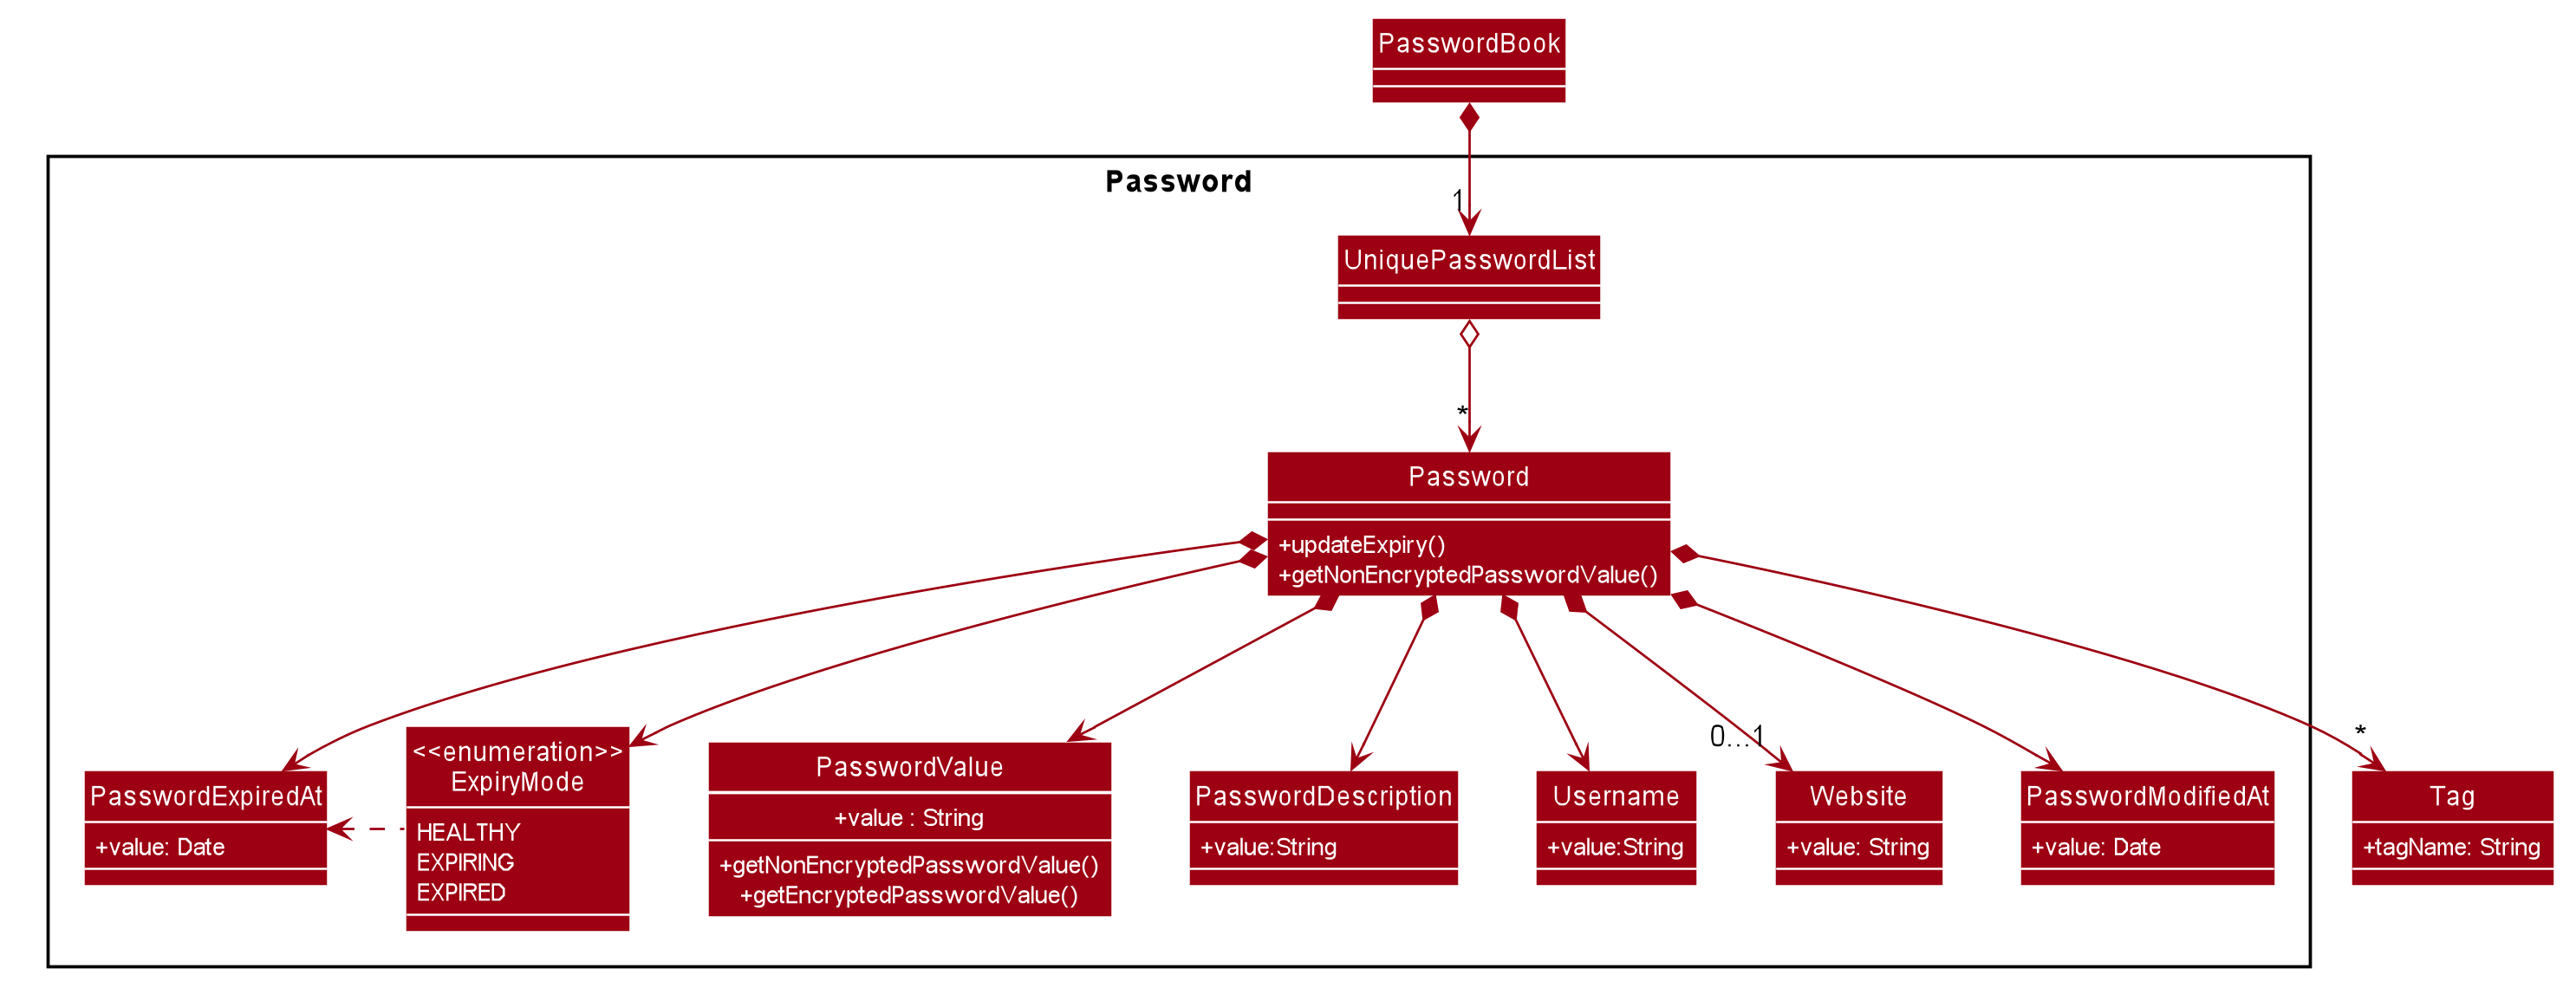 PasswordBook
Password
1
UniquePasswordList
*
Password
+updateExpiry()
+getNonEncryptedPasswordValue()
PasswordExpiredAt
+value: Date
<<enumeration>>
ExpiryMode
HEALTHY
EXPIRING
EXPIRED
PasswordValue
+value : String
+getNonEncryptedPasswordValue()
+getEncryptedPasswordValue()
PasswordDescription
+value:String
Username
+value:String
0...1
Website
+value: String
PasswordModifiedAt
+value: Date
*
Tag
+tagName: String